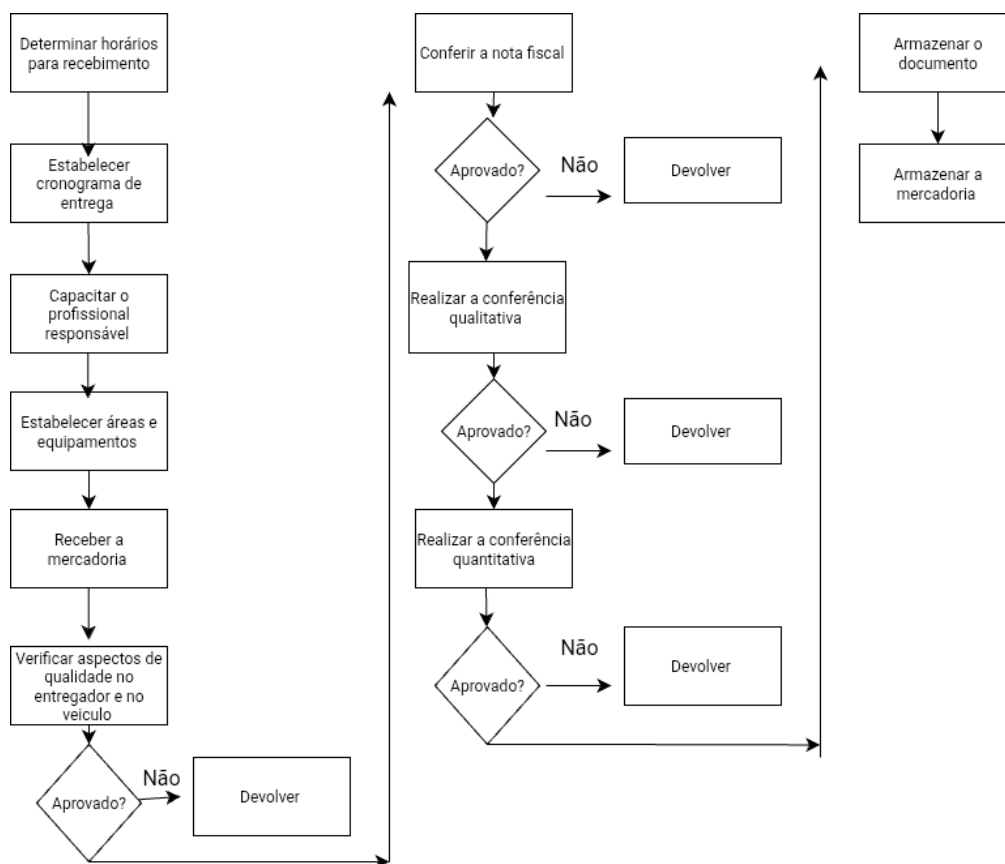 Determinar horários
para recebimento
Estabelecer
cronograma de
entrega
Capacitar o
profissional
responsável
Estabelecer áreas e
equipamentos
Receber a
mercadoria
Verificar aspectos de
qualidade no
entregador e no
veiculo
Aprovado?
Não
Devolver
Conferir a nota fiscal
Aprovado?
Não
Devolver
Realizar a conferência
qualitativa
Aprovado?
Não
Devolver
Realizar a conferência
quantitativa
Aprovado?
Não
Devolver
Armazenar o
documento
Armazenar a
mercadoria